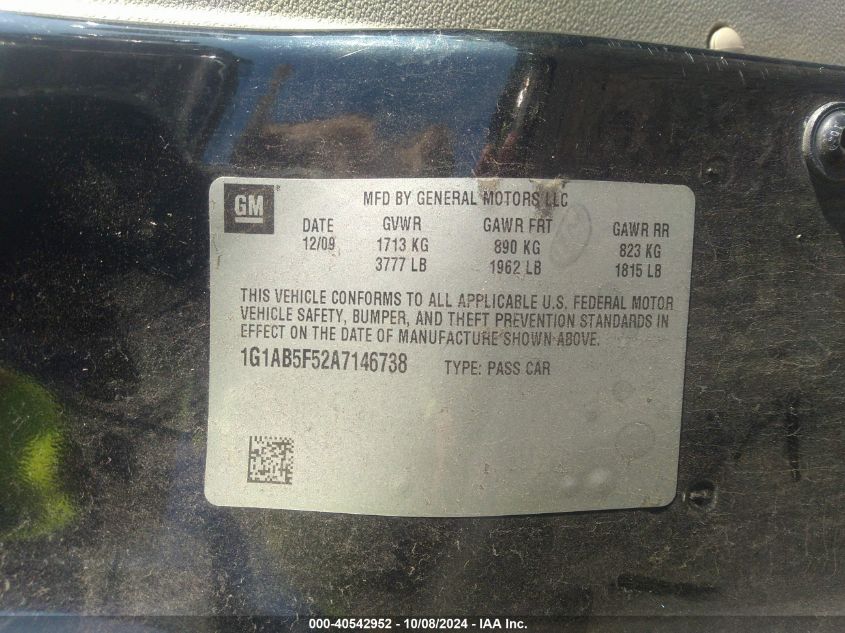 GM®
MFD BY GENERAL MOTORS LLC
DATE GVWR GAWR FRT GAWR RR
12/09 1713 KG 890 KG 823 KG
3777 LB 1962 LB 1815 LB
THIS VEHICLE CONFORMS TO ALL APPLICABLE U.S. FEDERAL MOTOR
VEHICLE SAFETY, BUMPER, AND THEFT PREVENTION STANDARDS IN
EFFECT ON THE DATE OF MANUFACTURE SHOWN ABOVE.
1G1AB5F52A7146738 TYPE: PASS CAR
000-40542952 - 10/08/2024 - IAA Inc.